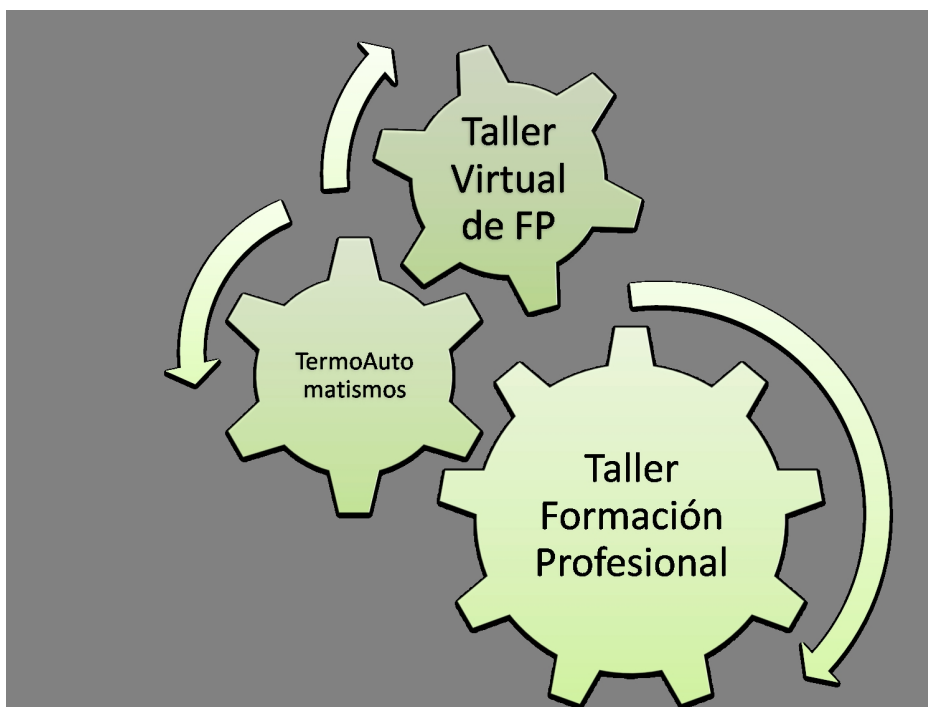 Taller
Virtual
de FP
TermoAuto
matismos
Taller
Formación
Profesional